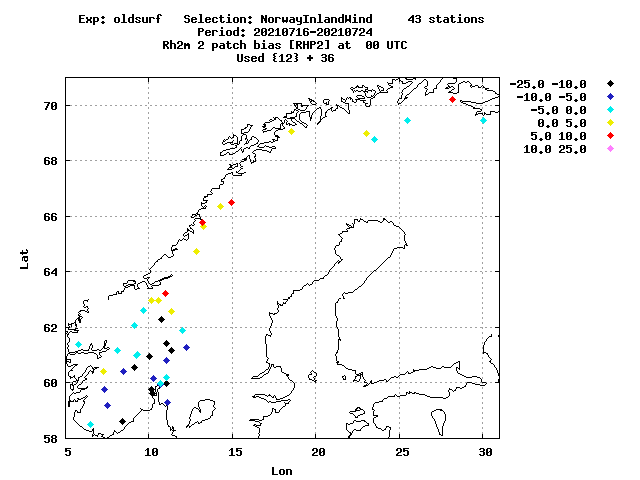 Exp: oldsurf Selection: NorwayInlandWind 43 stations
Period: 20210716-20210724
Rh2m 2 patch bias [RHP2] at 00 UTC
Used {12} + 36
-25.0 -10.0
-10.0 -5.0
-5.0 0.0
0.0 5.0
5.0 10.0
10.0 25.0
70
68
66
64
62
60
58
Lat
5 10 15 20 25 30
Lon